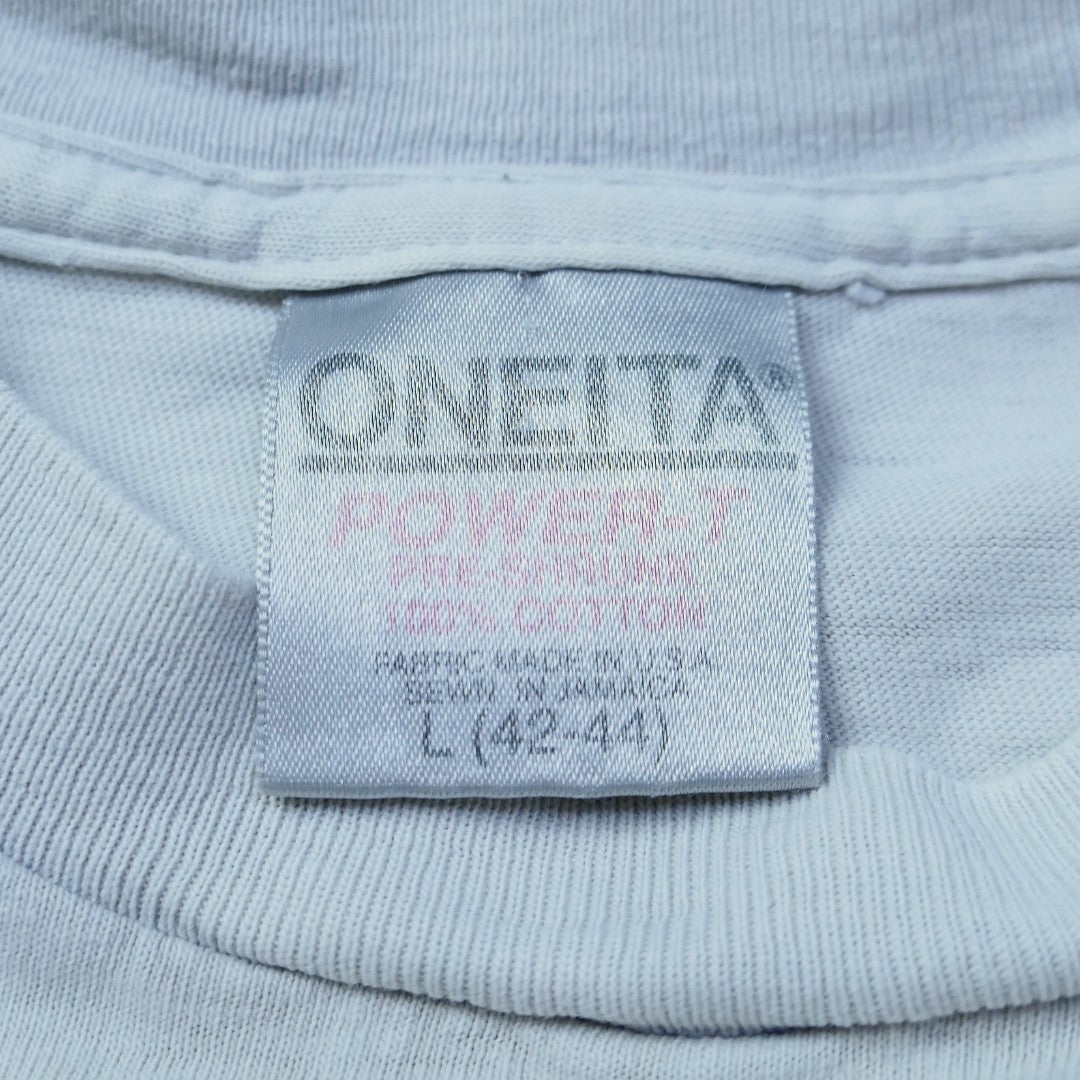 ONEITA®
POWER-T
PRE-SHRUNK
100% COTTON
FABRIC MADE IN U.S.A
SEWN IN JAMAICA
L (42-44)